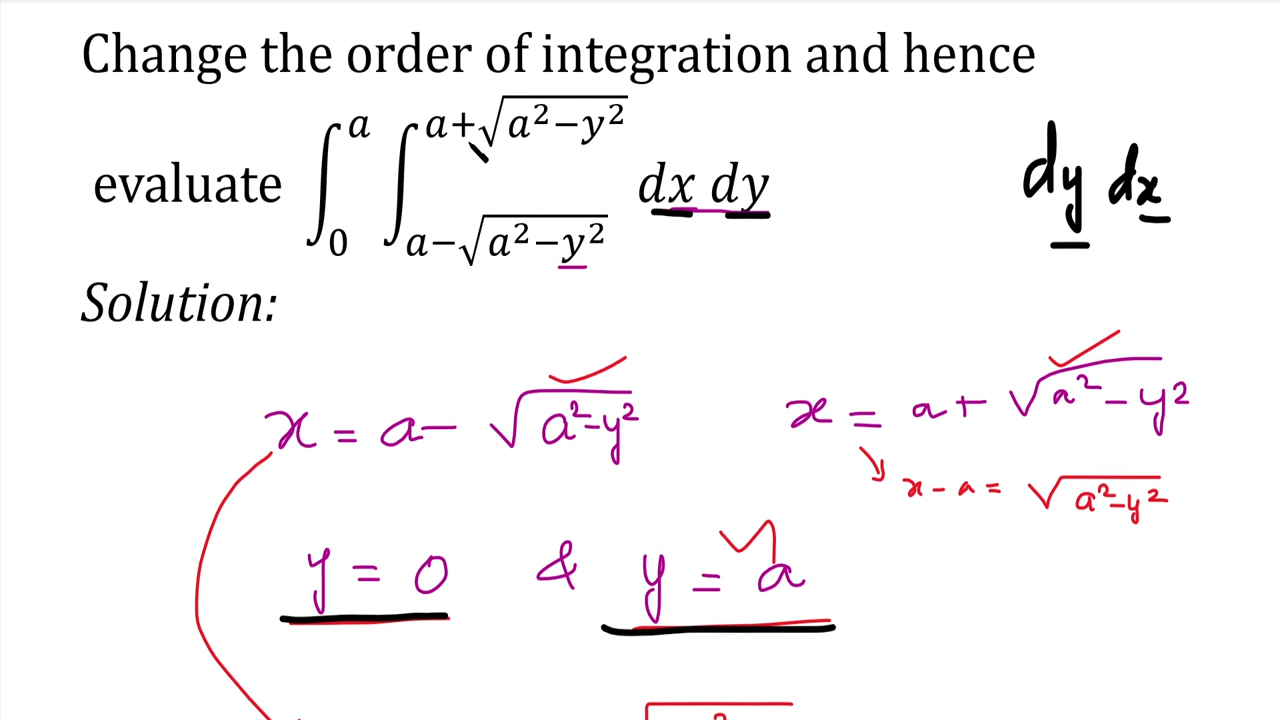 Change the order of integration and hence
evaluate ∫₀ᵃ ∫_{a−√(a²−y²)}^{a+√(a²−y²)} dx dy
dy dx
Solution:
x = a − √(a²−y²)
x = a + √(a²−y²)
x − a = √(a²−y²)
y = 0 & y = a